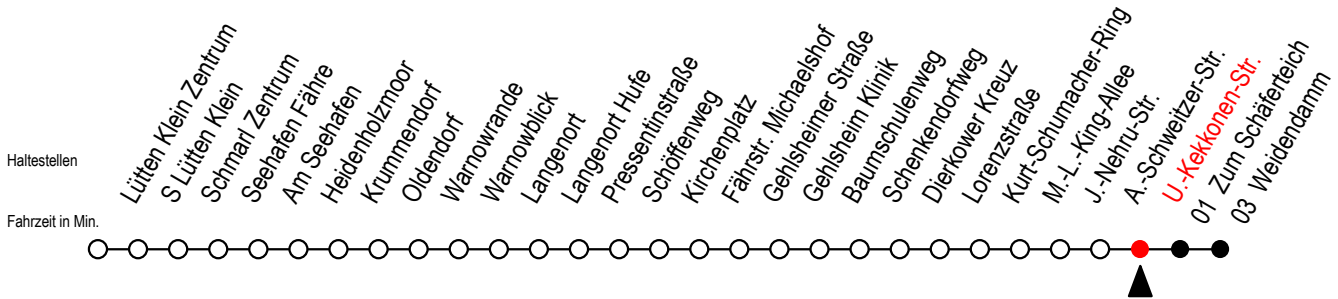 Haltestellen
Fahrzeit in Min.
Lütten Klein Zentrum
S Lütten Klein
Schmarl Zentrum
Seehafen Fähre
Am Seehafen
Heidenholzmoor
Krummendorf
Oldendorf
Warnowrande
Warnowblick
Langenort
Langenort Hufe
Pressentinstraße
Schöffenweg
Kirchenplatz
Fährstr. Michaelshof
Gehlsheimer Straße
Gehlsheim Klinik
Baumschulenweg
Schenkendorfweg
Dierkower Kreuz
Lorenzstraße
Kurt-Schumacher-Ring
M.-L.-King-Allee
J.-Nehru-Str.
A.-Schweitzer-Str.
U.-Kekkonen-Str.
01 Zum Schäferteich
03 Weidendamm